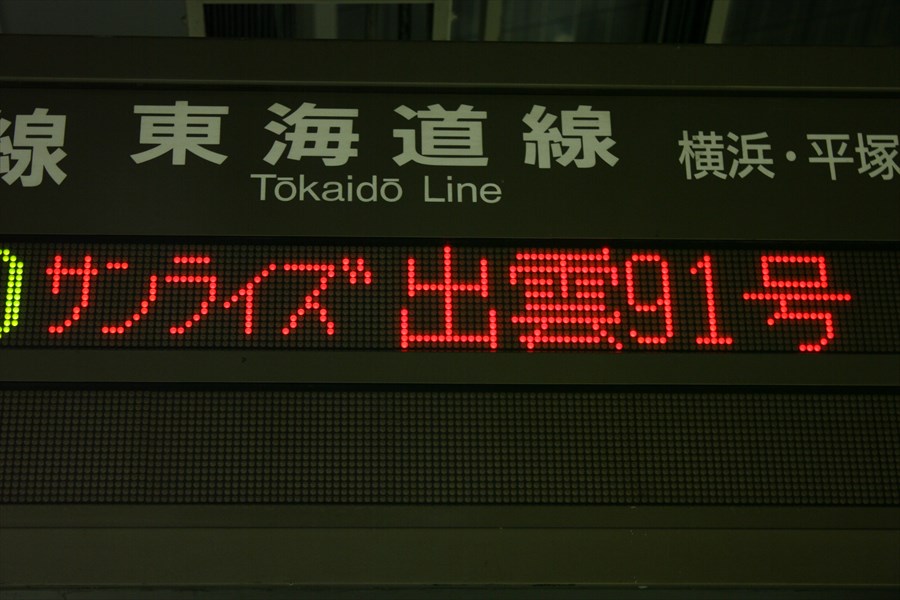 線 東海道線 横浜・平塚
Tōkaidō Line
サンライズ 出雲91号